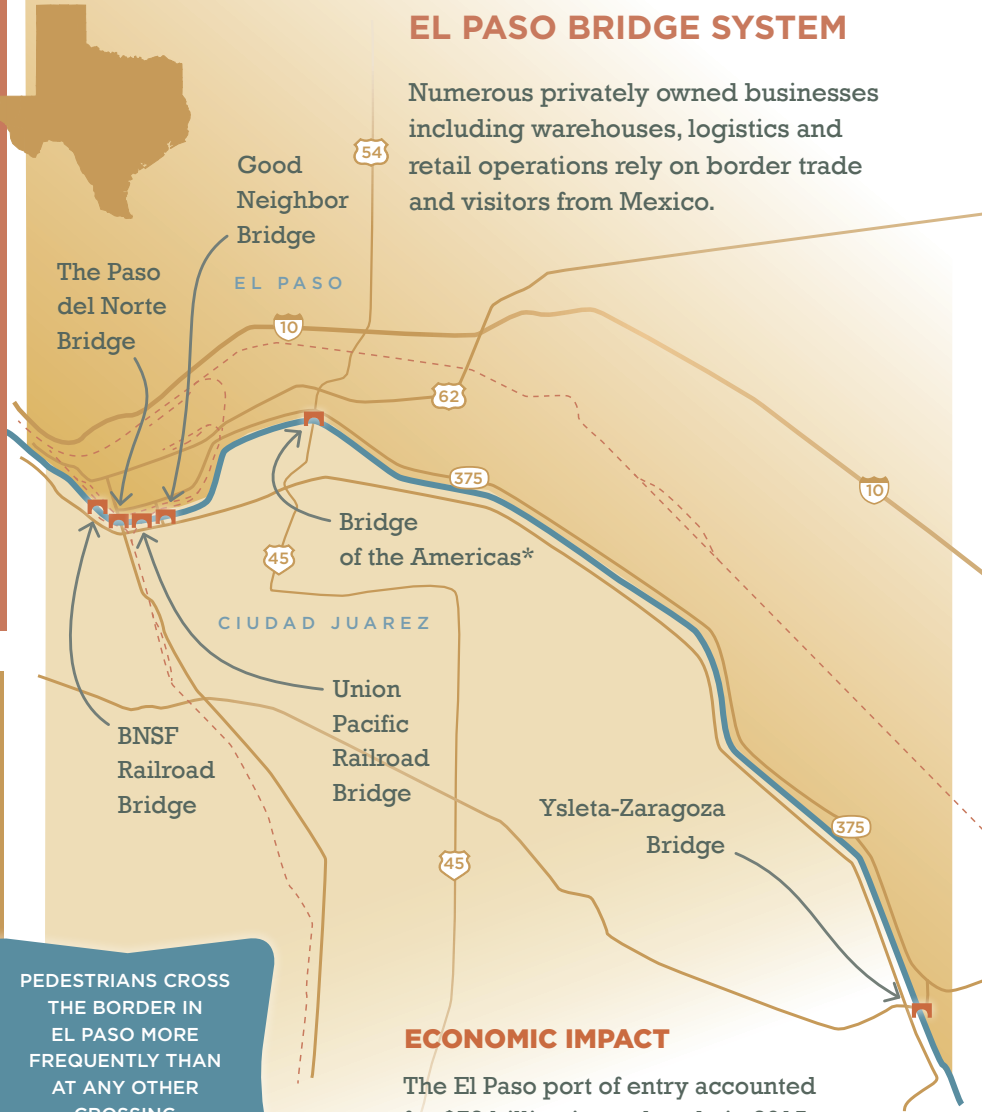 EL PASO BRIDGE SYSTEM
Numerous privately owned businesses
including warehouses, logistics and
retail operations rely on border trade
and visitors from Mexico.
54
Good
Neighbor
Bridge
The Paso
del Norte
Bridge
EL PASO
10
62
375
10
Bridge
of the Americas*
45
CIUDAD JUAREZ
Union
Pacific
Railroad
Bridge
BNSF
Railroad
Bridge
Ysleta-Zaragoza
Bridge
375
45
PEDESTRIANS CROSS
THE BORDER IN
EL PASO MORE
FREQUENTLY THAN
AT ANY OTHER
CROSSING
ECONOMIC IMPACT
The El Paso port of entry accounted